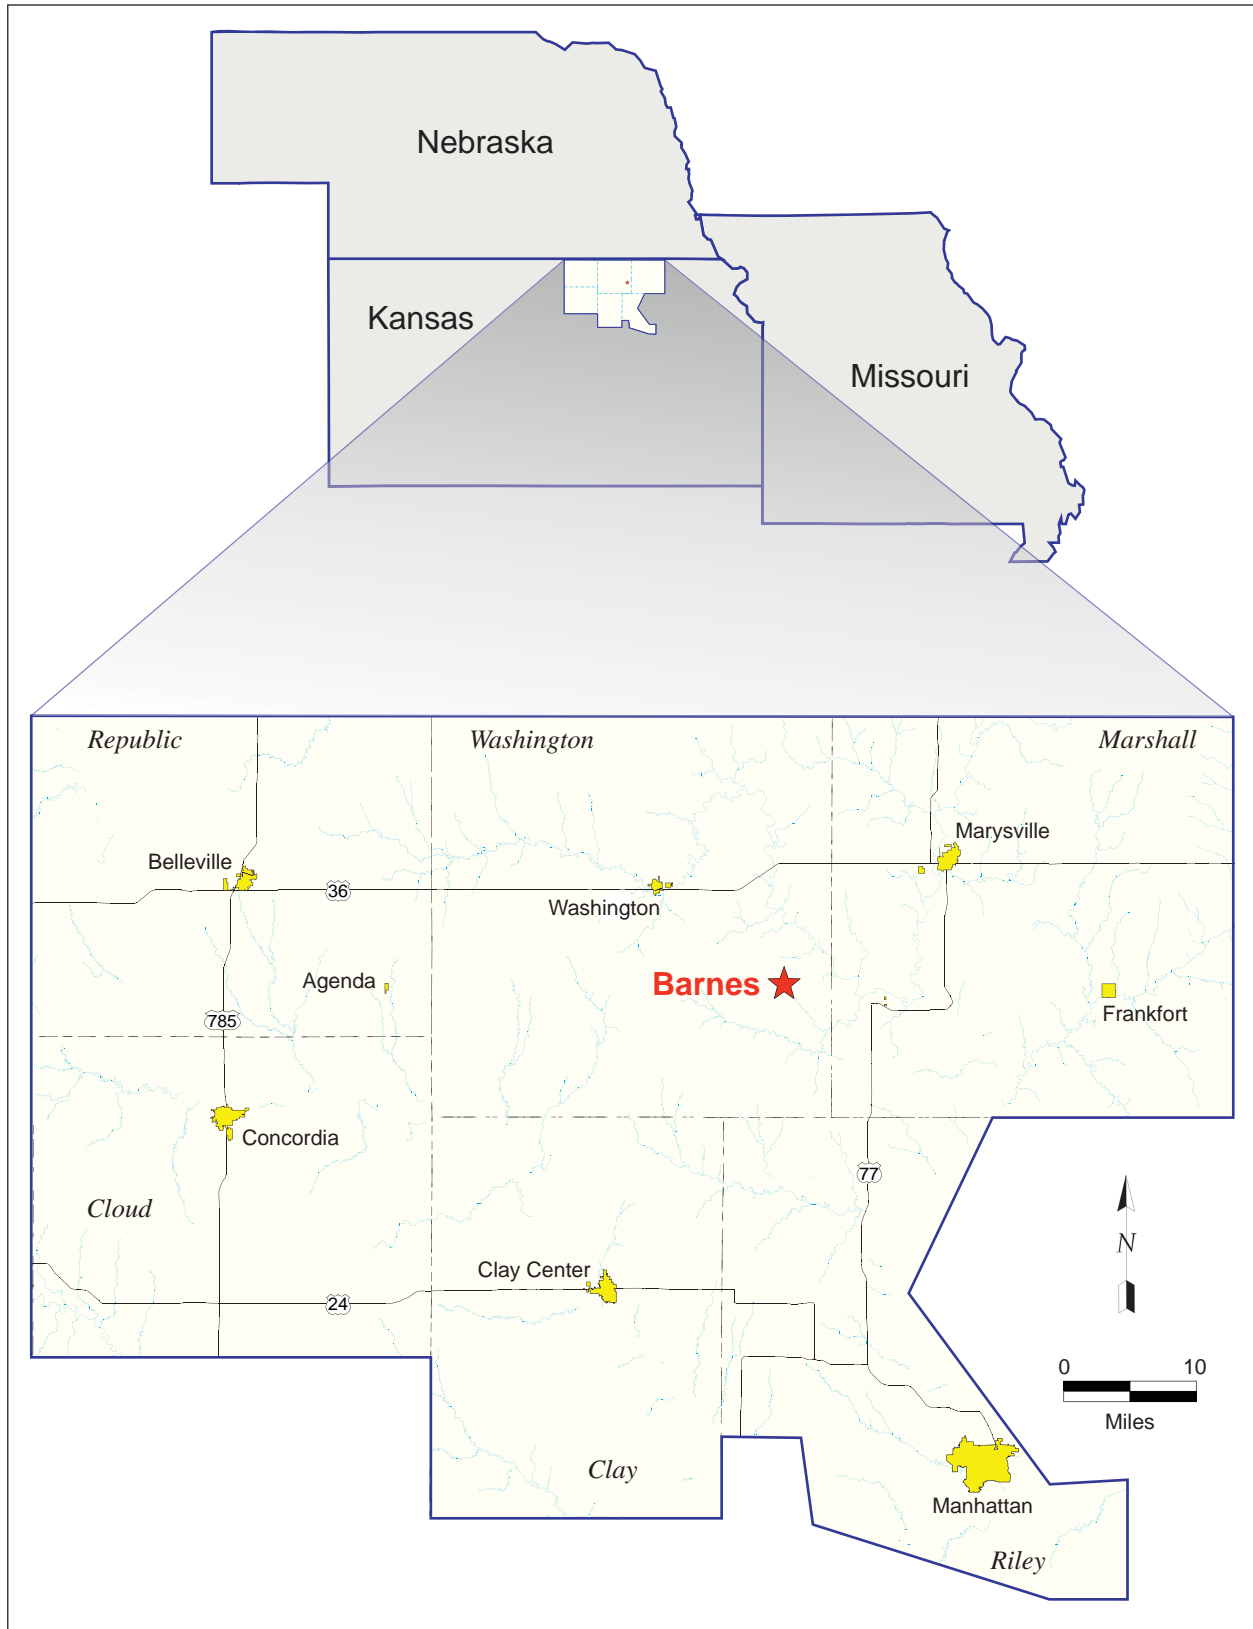 Nebraska
Kansas
Missouri
Republic
Washington
Marshall
Marysville
Belleville
36
Washington
Agenda
Barnes
Frankfort
785
Concordia
77
Cloud
N
Clay Center
24
0 10
Miles
Clay
Manhattan
Riley